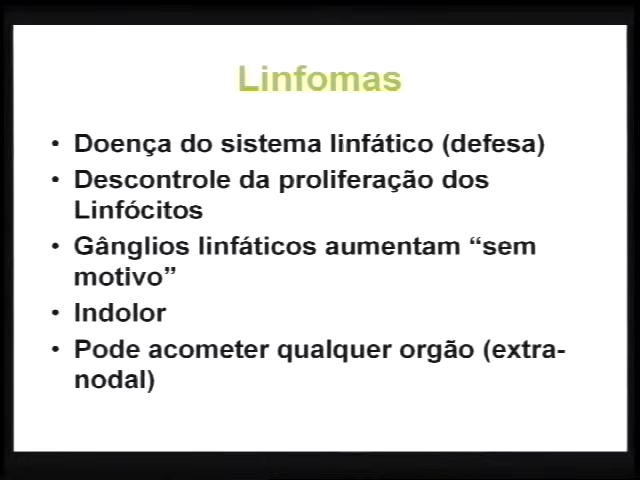 Linfomas
• Doença do sistema linfático (defesa)
• Descontrole da proliferação dos
Linfócitos
• Gânglios linfáticos aumentam “sem
motivo”
• Indolor
• Pode acometer qualquer orgão (extra-
nodal)